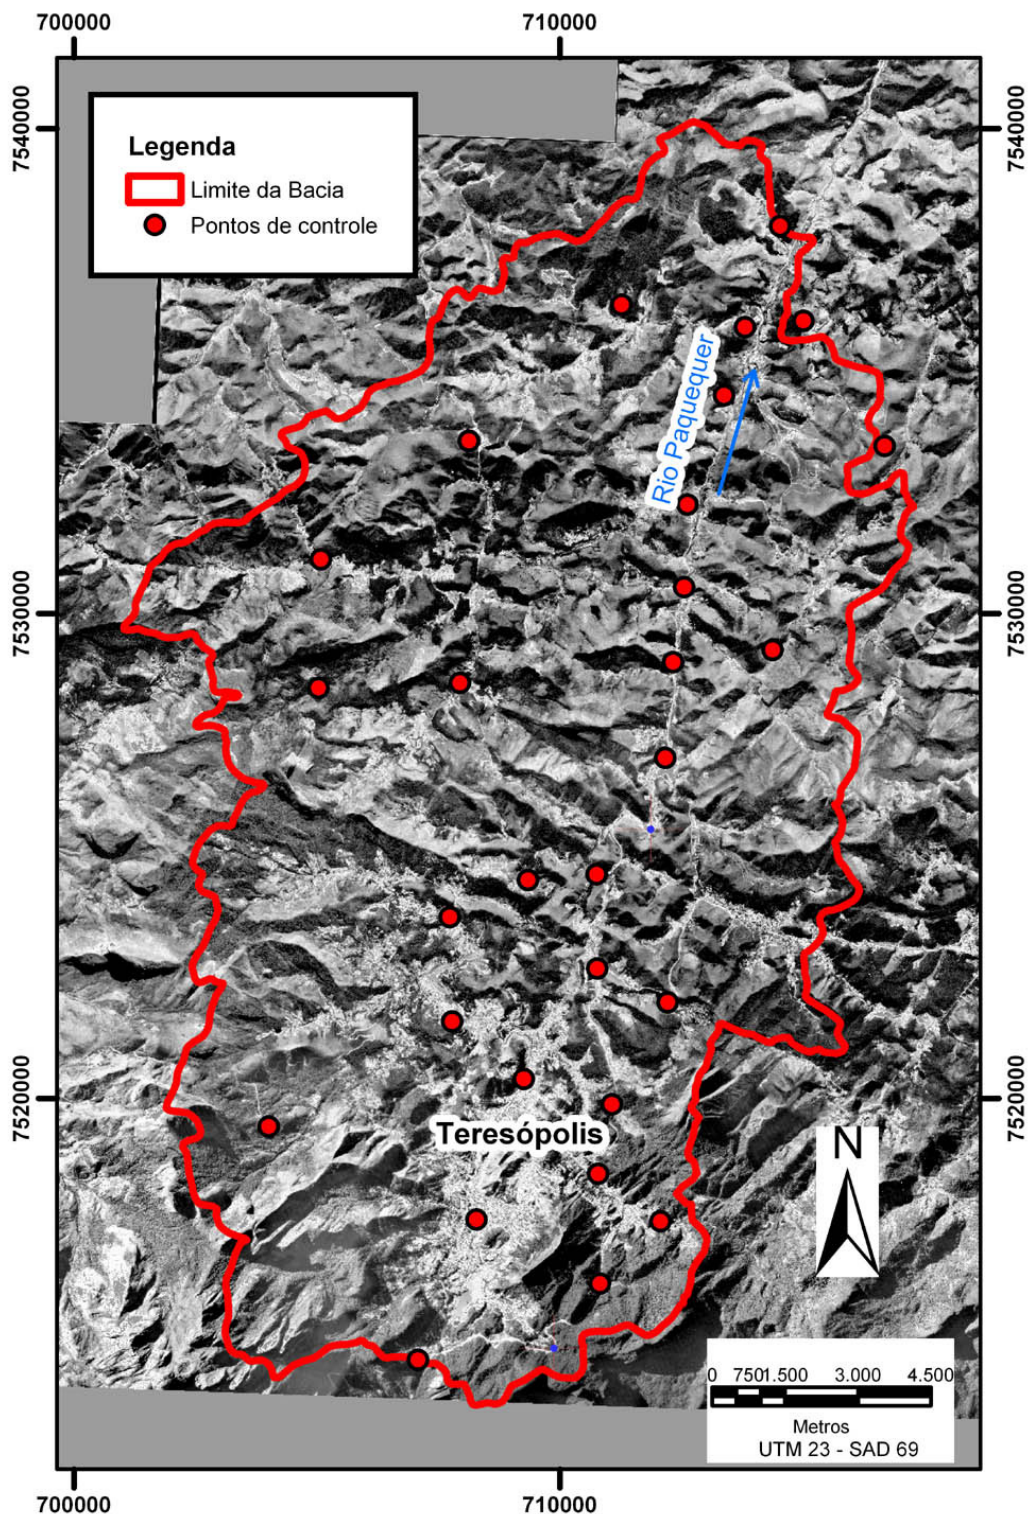 700000
710000
7540000
7540000
Legenda
Limite da Bacia
Pontos de controle
Rio Paquequer
7530000
7530000
7520000
7520000
Teresópolis
N
0 7501.500 3.000 4.500
Metros
UTM 23 - SAD 69
700000
710000